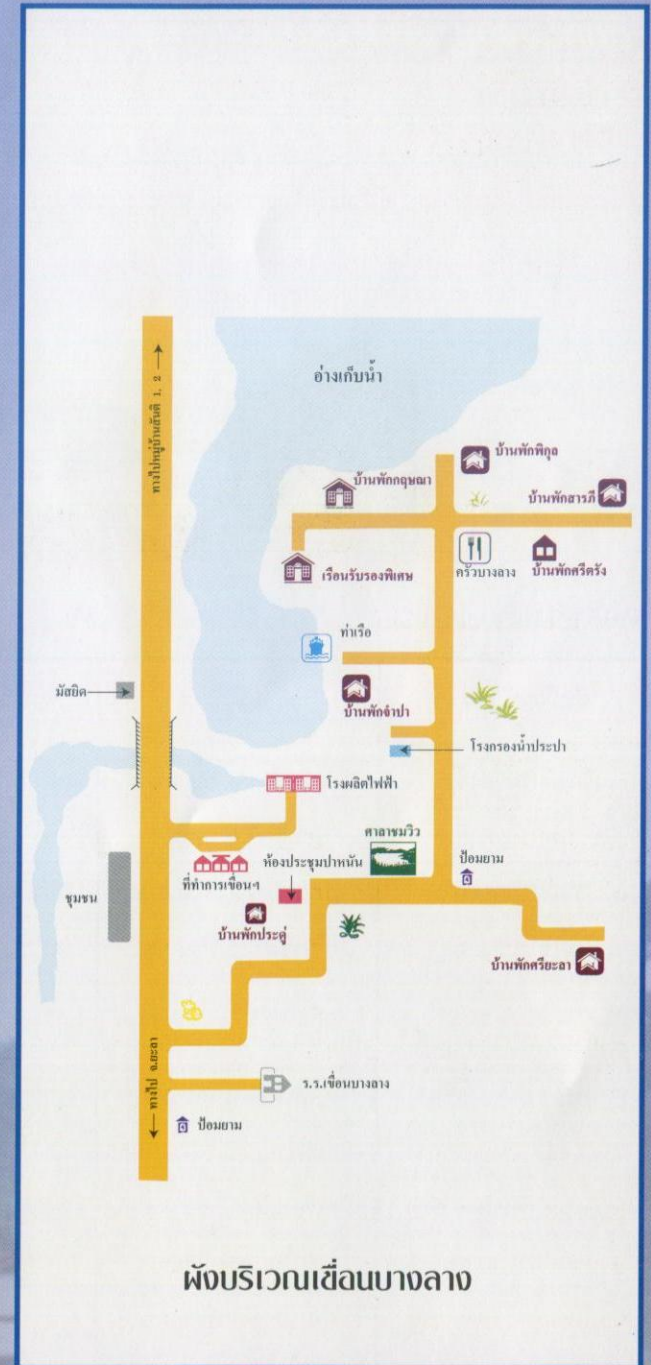 อ่างเก็บน้ำ
ทางไปหมู่บ้านสันติ 1, 2
บ้านพักพิกุล
บ้านพักกฤษณา
บ้านพักสารภี
เรือนรับรองพิเศษ
ครัวบางลาง
บ้านพักศรีตรัง
ท่าเรือ
มัสยิด
บ้านพักจำปา
โรงกรองน้ำประปา
โรงผลิตไฟฟ้า
ศาลาชมวิว
ห้องประชุมปาหนัน
ป้อมยาม
ที่ทำการเขื่อนฯ
ชุมชน
บ้านพักประดู่
บ้านพักศรียะลา
ทางไป จ.ยะลา
ร.ร.เขื่อนบางลาง
ป้อมยาม
ผังบริเวณเขื่อนบางลาง